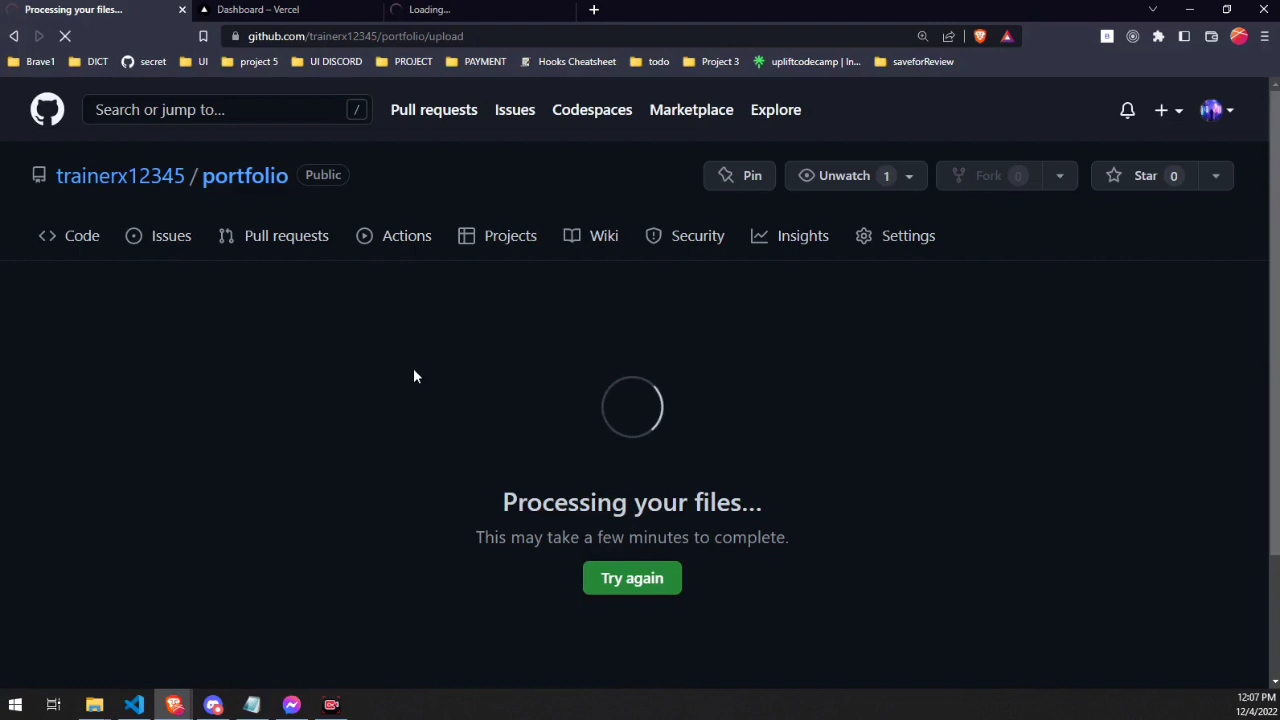 Processing your files... Dashboard – Vercel Loading...
github.com/trainerx12345/portfolio/upload
Brave1 DICT secret UI project 5 UI DISCORD PROJECT PAYMENT Hooks Cheatsheet todo Project 3 upliftcodecamp | In... saveforReview
Search or jump to... / Pull requests Issues Codespaces Marketplace Explore
trainerx12345 / portfolio Public Pin Unwatch 1 Fork 0 Star 0
Code Issues Pull requests Actions Projects Wiki Security Insights Settings
Processing your files...
This may take a few minutes to complete.
Try again
12:07 PM
12/4/2022